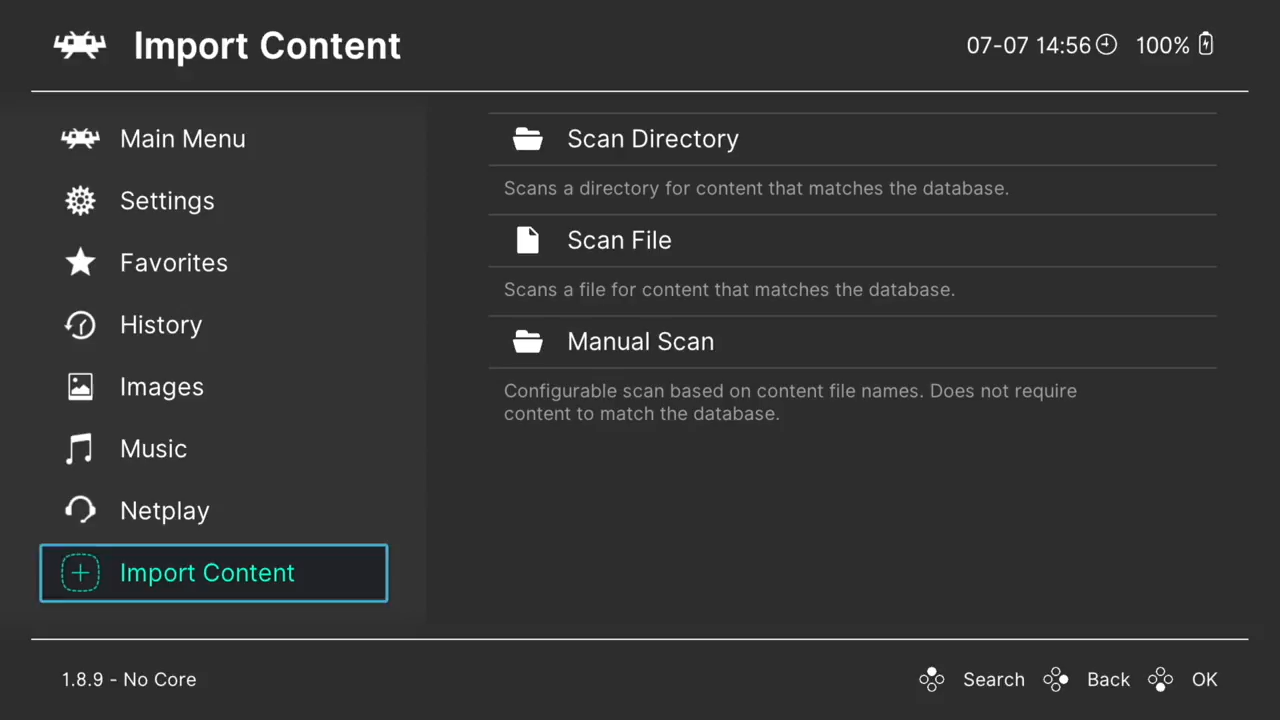 Import Content
07-07 14:56
100%
Main Menu
Settings
Favorites
History
Images
Music
Netplay
Import Content
Scan Directory
Scans a directory for content that matches the database.
Scan File
Scans a file for content that matches the database.
Manual Scan
Configurable scan based on content file names. Does not require
content to match the database.
1.8.9 - No Core
Search
Back
OK